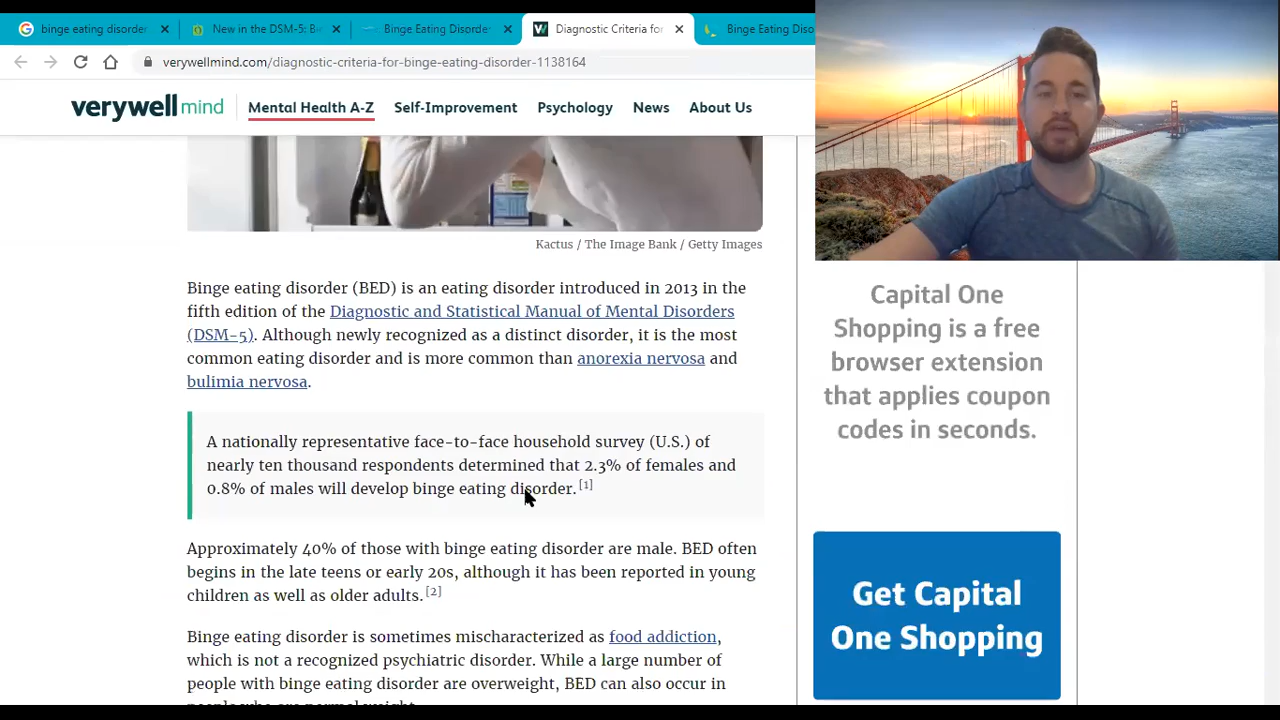 binge eating disorder
New in the DSM-5: B
Binge Eating Disorder
Diagnostic Criteria for
Binge Eating Diso
verywellmind.com/diagnostic-criteria-for-binge-eating-disorder-1138164
verywell mind
Mental Health A-Z
Self-Improvement
Psychology
News
About Us
Kactus / The Image Bank / Getty Images
Binge eating disorder (BED) is an eating disorder introduced in 2013 in the
fifth edition of the Diagnostic and Statistical Manual of Mental Disorders
(DSM-5). Although newly recognized as a distinct disorder, it is the most
common eating disorder and is more common than anorexia nervosa and
bulimia nervosa.
A nationally representative face-to-face household survey (U.S.) of
nearly ten thousand respondents determined that 2.3% of females and
0.8% of males will develop binge eating disorder.[1]
Approximately 40% of those with binge eating disorder are male. BED often
begins in the late teens or early 20s, although it has been reported in young
children as well as older adults.[2]
Binge eating disorder is sometimes mischaracterized as food addiction,
which is not a recognized psychiatric disorder. While a large number of
people with binge eating disorder are overweight, BED can also occur in
people who are normal weight.
Capital One
Shopping is a free
browser extension
that applies coupon
codes in seconds.
Get Capital
One Shopping